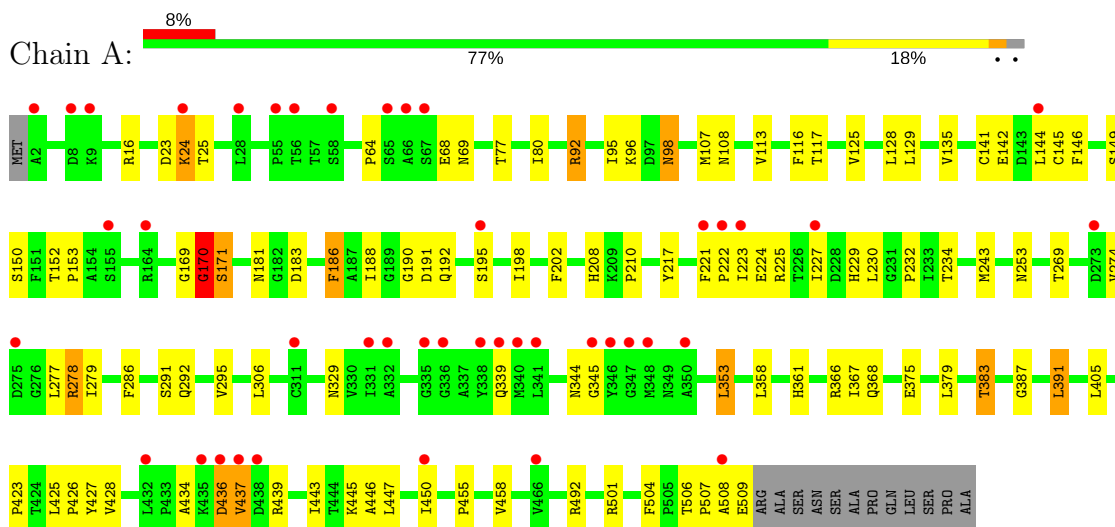 8%
Chain A:
77% 18% • •
MET A2 D8 K9 R16 D23 K24 T25 L28 P55 T56 T57 S58 P64 S65 A66 S67 E68 N69 T77 I80 R92 I95 K96 D97 N98 M107 N108 V113 F116 T117 V125 L128 L129 V135 C141 E142 D143 L144 C145 F146 S149
S150 F151 T152 P153 A154 S155 R164 G169 G170 S171 N181 G182 D183 F186 A187 I188 G189 G190 D191 Q192 S195 I198 F202 H208 K209 P210 Y217 F221 P222 I223 E224 R225 T226 I227 D228 H229 L230 G231 P232 I233 T234 M243 N253 T269 D273
D275 G276 L277 R278 I279 F286 S291 Q292 V295 L306 C311 N329 V330 I331 A332 G335 G336 A337 Y338 Q339 M340 L341 N344 G345 Y346 G347 M348 N349 A350 L353 L358 H361 R366 I367 Q368 E375 L379 T383 G387 L391 L405
P423 T424 L425 P426 Y427 V428 L432 P433 A434 K435 D436 V437 D438 R439 I443 T444 K445 A446 L447 I450 P455 V458 V466 R492 R501 F504 P505 T506 P507 A508 E509 ARG ALA SER ASN SER ALA PRO GLN LEU SER PRO ALA